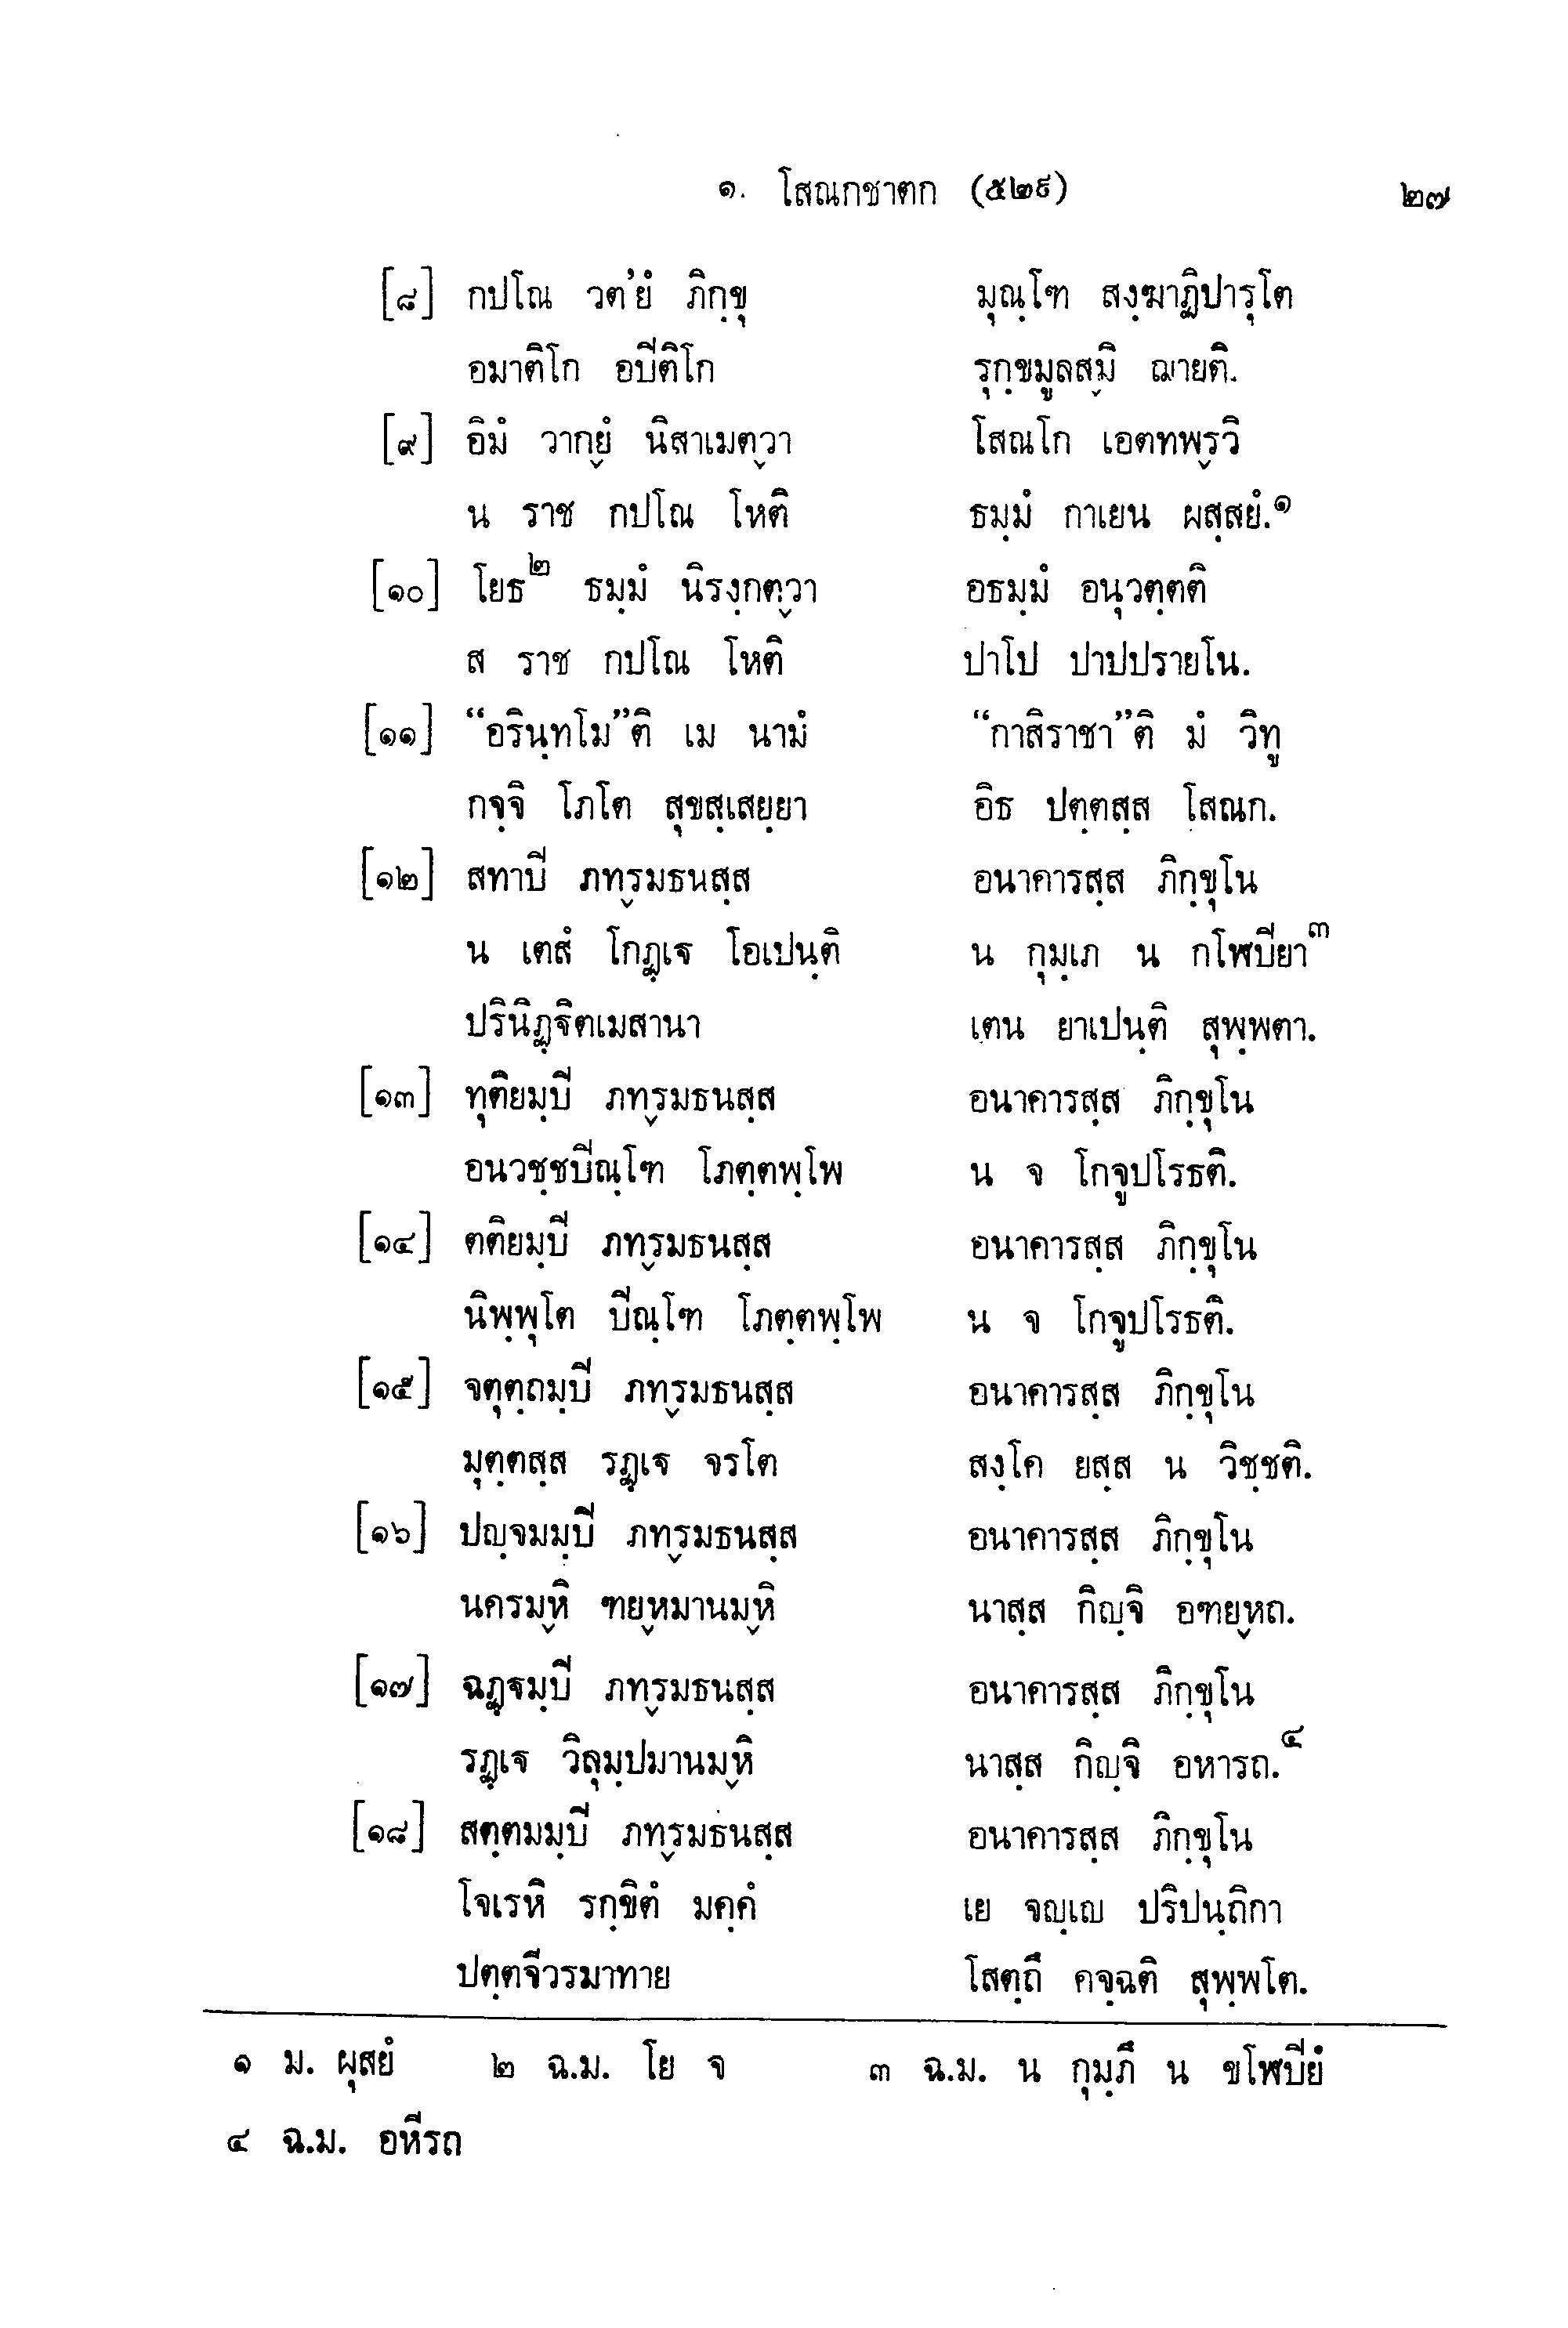 ๑. โสณกชาตก (๕๒๙) ๒๗
[๘] กปโณ วต'ยํ ภิกฺขุ มุณฺโฑ สงฺฆาฏิปารุโต
อมาติโก อปิติโก รุกฺขมูลส๎มิ ฌายติ.
[๙] อิมํ วาก๎ยํ นิสาเมต๎วา โสณโก เอตทพ๎รวิ
น ราช กปโณ โหติ ธมฺมํ กาเยน ผสฺสยํ.๑
[๑๐] โยธ๒ ธมฺมํ นิรงฺกต๎วา อธมฺมํ อนุวตฺตติ
ส ราช กปโณ โหติ ปาโป ปาปปรายโน.
[๑๑] “อรินฺทโม”ติ เม นามํ “กาสิราชา”ติ มํ วิทู
กจฺจิ โภโต สุขสฺเสยฺยา อิธ ปตฺตสฺส โสณก.
[๑๒] สทาปิ ภท๎รมธนสฺส อนาคารสฺส ภิกฺขุโน
น เตสํ โกฏฺเฐ โอเปนฺติ น กุมฺเภ น กโฬปิยา๓
ปรินิฏฺฐิตเมสานา เตน ยาเปนฺติ สุพฺพตา.
[๑๓] ทุติยมฺปิ ภท๎รมธนสฺส อนาคารสฺส ภิกฺขุโน
อนวชฺชปิณฺโฑ โภตฺตพฺโพ น จ โกจูปโรธติ.
[๑๔] ตติยมฺปิ ภท๎รมธนสฺส อนาคารสฺส ภิกฺขุโน
นิพฺพุโต ปิณฺโฑ โภตฺตพฺโพ น จ โกจูปโรธติ.
[๑๕] จตุตฺถมฺปิ ภท๎รมธนสฺส อนาคารสฺส ภิกฺขุโน
มุตฺตสฺส รฏฺเฐ จรโต สงฺโค ยสฺส น วิชฺชติ.
[๑๖] ปญฺจมมฺปิ ภท๎รมธนสฺส อนาคารสฺส ภิกฺขุโน
นครม๎หิ ฑย๎หมานม๎หิ นาสฺส กิญฺจิ อฑย๎หถ.
[๑๗] ฉฏฺฐมฺปิ ภท๎รมธนสฺส อนาคารสฺส ภิกฺขุโน
รฏฺเฐ วิลุมฺปมานม๎หิ นาสฺส กิญฺจิ อหารถ.๔
[๑๘] สตฺตมมฺปิ ภท๎รมธนสฺส อนาคารสฺส ภิกฺขุโน
โจเรหิ รกฺขิตํ มคฺคํ เย จญฺเญ ปริปนฺถิกา
ปตฺตจีวรมาทาย โสตฺถึ คจฺฉติ สุพฺพโต.
๑ ม. ผุสยํ ๒ ฉ.ม. โย จ ๓ ฉ.ม. น กุมฺภึ น ขโฬปิยํ
๔ ฉ.ม. อหีรถ